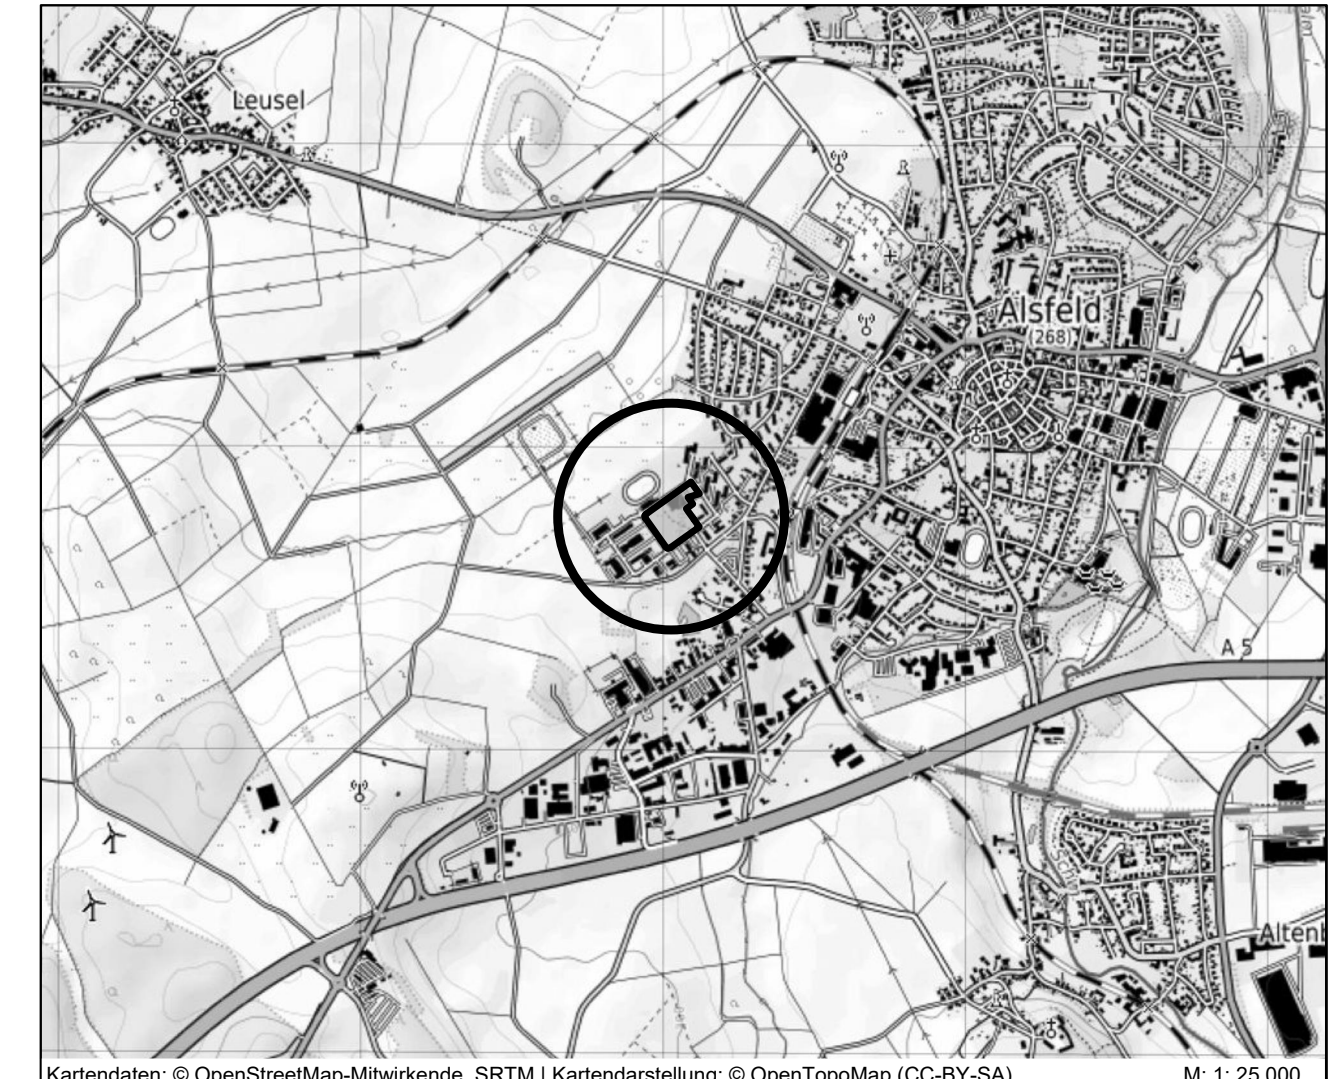 Leusel
Alsfeld
(268)
A 5
Altenb
Kartendaten: © OpenStreetMap-Mitwirkende, SRTM | Kartendarstellung: © OpenTopoMap (CC-BY-SA) M: 1: 25.000